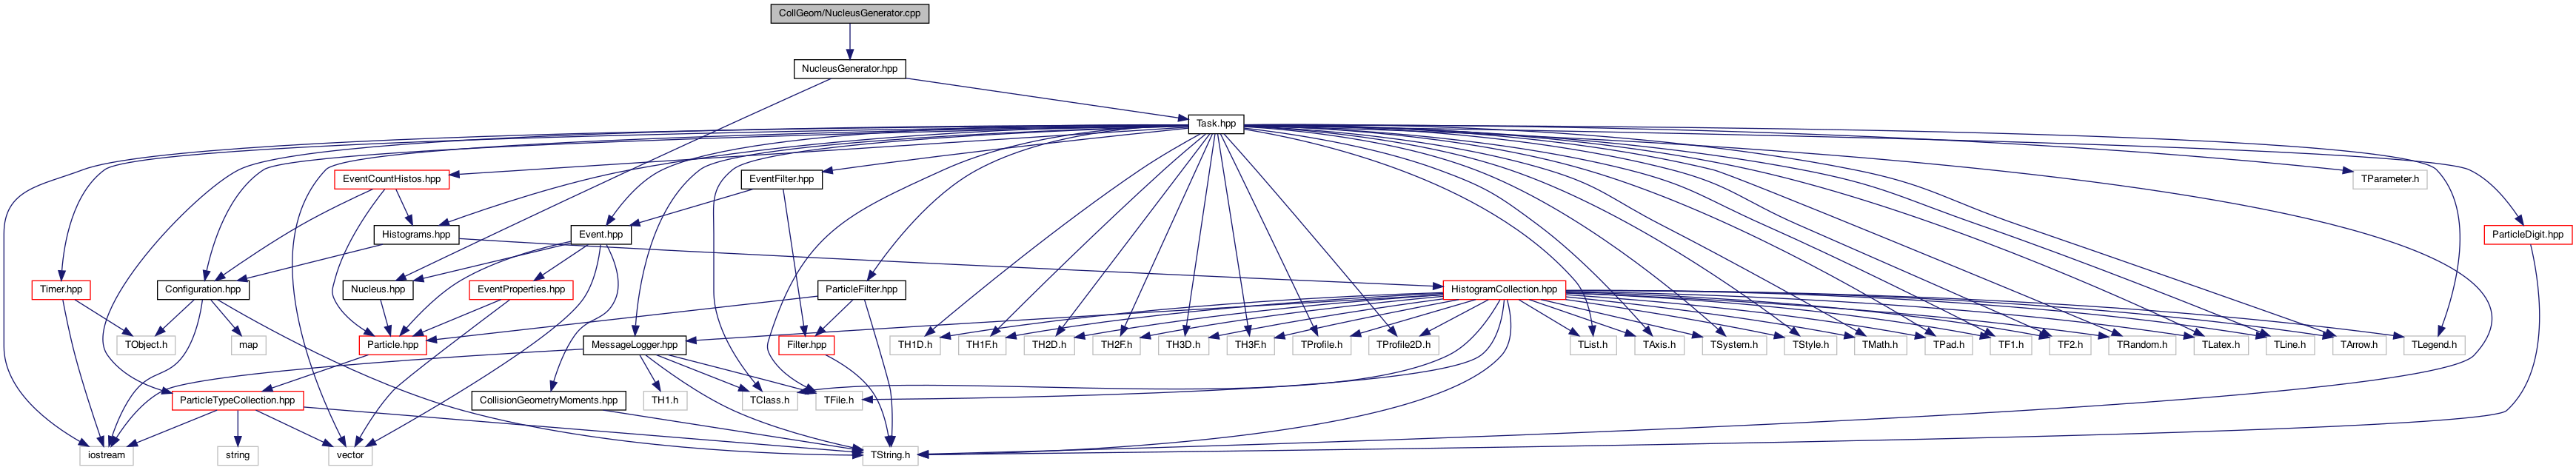 CollGeom/NucleusGenerator.cpp
NucleusGenerator.hpp
Task.hpp
EventCountHistos.hpp
EventFilter.hpp
TParameter.h
Histograms.hpp
Event.hpp
ParticleDigit.hpp
Timer.hpp
Configuration.hpp
Nucleus.hpp
EventProperties.hpp
ParticleFilter.hpp
HistogramCollection.hpp
TObject.h
map
Particle.hpp
MessageLogger.hpp
Filter.hpp
TH1D.h
TH1F.h
TH2D.h
TH2F.h
TH3D.h
TH3F.h
TProfile.h
TProfile2D.h
TList.h
TAxis.h
TSystem.h
TStyle.h
TMath.h
TPad.h
TF1.h
TF2.h
TRandom.h
TLatex.h
TLine.h
TArrow.h
TLegend.h
ParticleTypeCollection.hpp
CollisionGeometryMoments.hpp
TH1.h
TClass.h
TFile.h
iostream
string
vector
TString.h